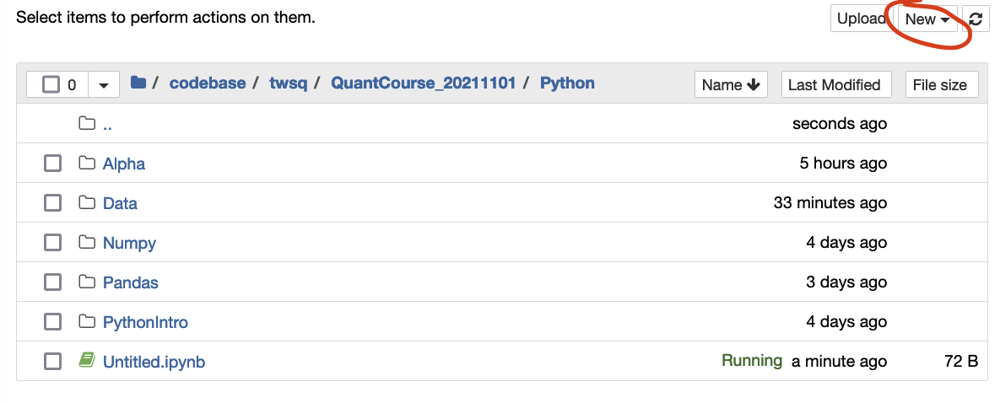 Select items to perform actions on them.
Upload New
0 / codebase / twsq / QuantCourse_20211101 / Python Name Last Modified File size
.. seconds ago
Alpha 5 hours ago
Data 33 minutes ago
Numpy 4 days ago
Pandas 3 days ago
PythonIntro 4 days ago
Untitled.ipynb Running a minute ago 72 B